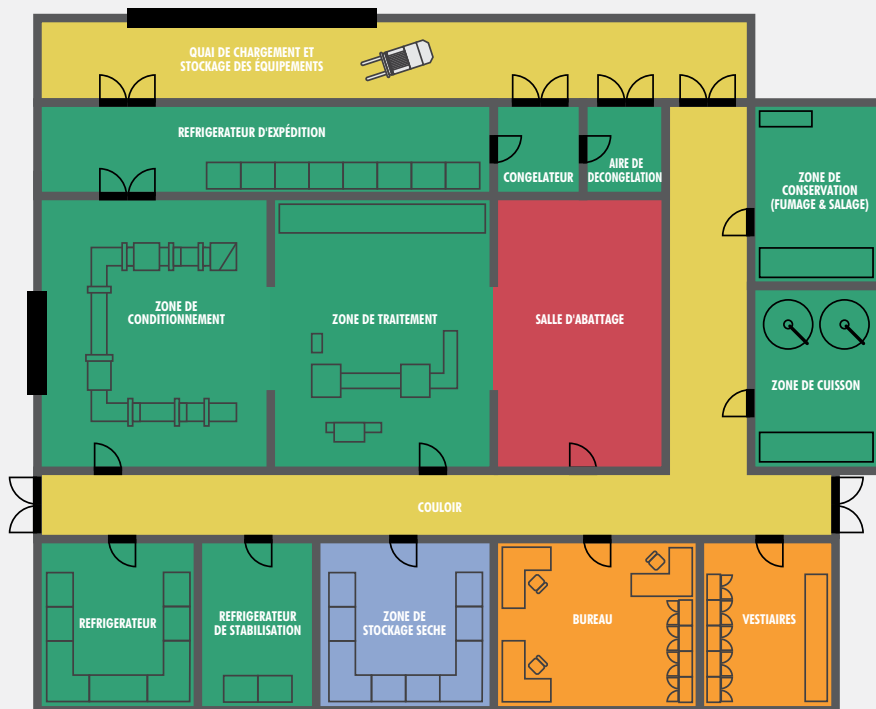 QUAI DE CHARGEMENT ET
STOCKAGE DES ÉQUIPEMENTS
REFRIGERATEUR D'EXPÉDITION
CONGELATEUR
AIRE DE
DECONGELATION
ZONE DE
CONSERVATION
(FUMAGE & SALAGE)
ZONE DE
CONDITIONNEMENT
ZONE DE TRAITEMENT
SALLE D'ABATTAGE
ZONE DE CUISSON
COULOIR
REFRIGERATEUR
REFRIGERATEUR
DE STABILISATION
ZONE DE
STOCKAGE SECHE
BUREAU
VESTIAIRES